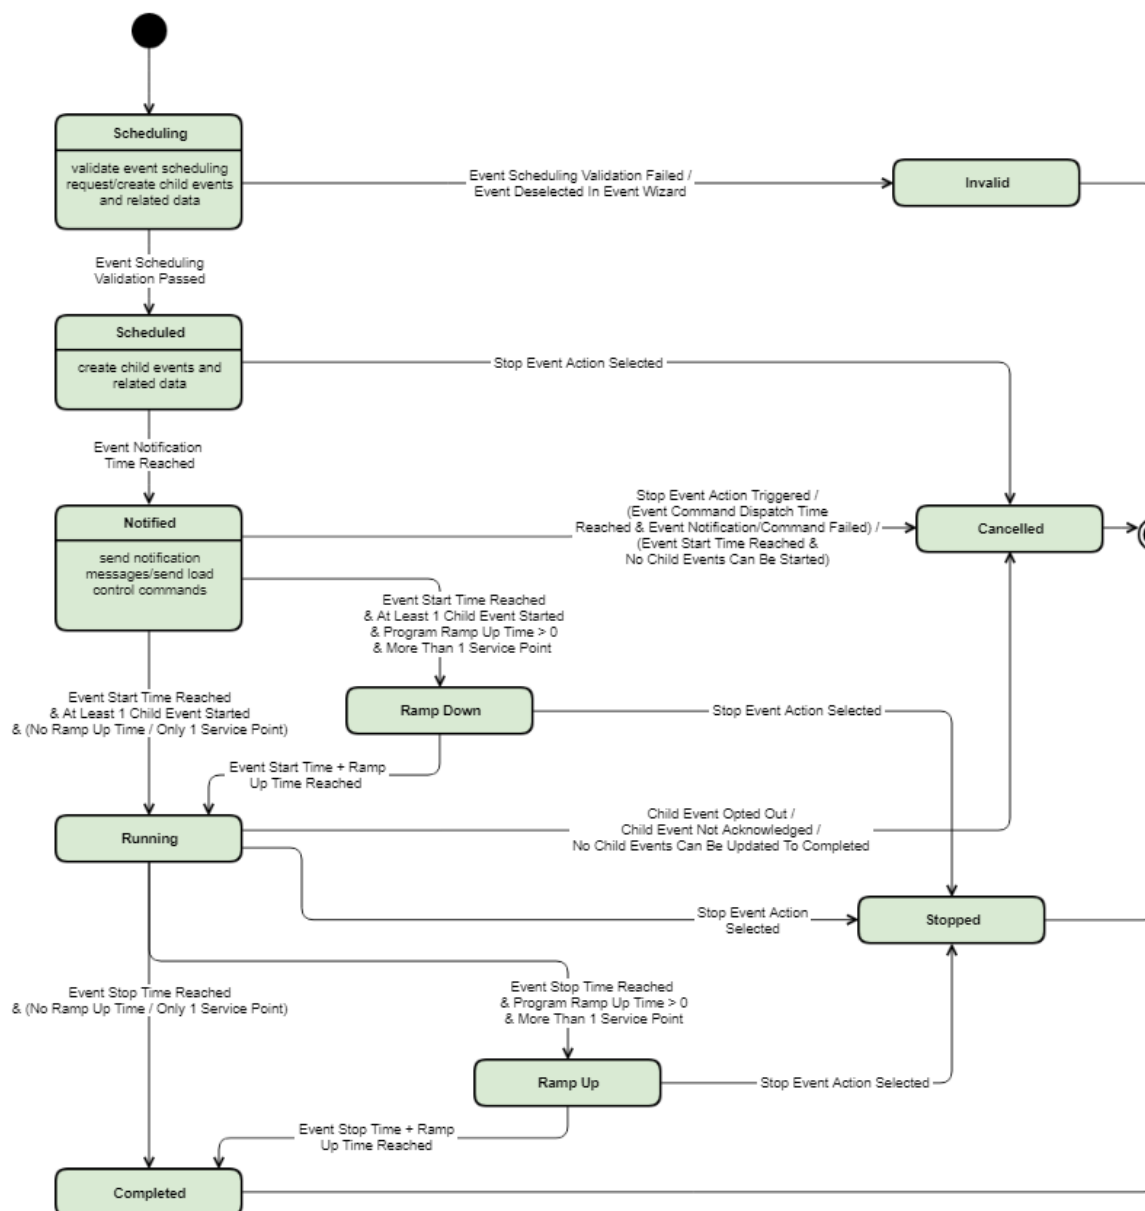 Scheduling
validate event scheduling
request/create child events
and related data
Event Scheduling Validation Failed /
Event Deselected In Event Wizard
Invalid
Event Scheduling
Validation Passed
Scheduled
create child events and
related data
Stop Event Action Selected
Event Notification
Time Reached
Notified
send notification
messages/send load
control commands
Stop Event Action Triggered /
(Event Command Dispatch Time
Reached & Event Notification/Command Failed) /
(Event Start Time Reached &
No Child Events Can Be Started)
Cancelled
Event Start Time Reached
& At Least 1 Child Event Started
& Program Ramp Up Time > 0
& More Than 1 Service Point
Event Start Time Reached
& At Least 1 Child Event Started
& (No Ramp Up Time / Only 1 Service Point)
Ramp Down
Stop Event Action Selected
Event Start Time + Ramp
Up Time Reached
Running
Child Event Opted Out /
Child Event Not Acknowledged /
No Child Events Can Be Updated To Completed
Stop Event Action
Selected
Stopped
Event Stop Time Reached
& (No Ramp Up Time / Only 1 Service Point)
Event Stop Time Reached
& Program Ramp Up Time > 0
& More Than 1 Service Point
Ramp Up
Stop Event Action Selected
Event Stop Time + Ramp
Up Time Reached
Completed